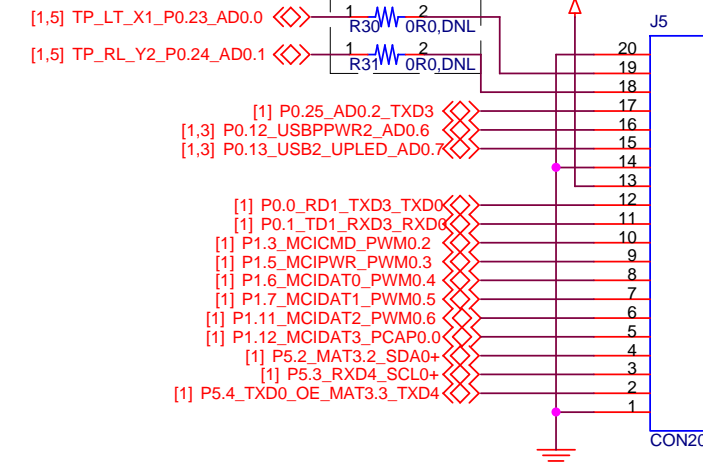 J5
[1,5] TP_LT_X1_P0.23_AD0.0 1 2
R30 0R0,DNL
[1,5] TP_RL_Y2_P0.24_AD0.1 1 2 20
R31 0R0,DNL
19
18
[1] P0.25_AD0.2_TXD3 17
[1,3] P0.12_USBPPWR2_AD0.6 16
[1,3] P0.13_USB2_UPLED_AD0.7 15
14
13
[1] P0.0_RD1_TXD3_TXD0 12
[1] P0.1_TD1_RXD3_RXD0 11
[1] P1.3_MCICMD_PWM0.2 10
[1] P1.5_MCIPWR_PWM0.3 9
[1] P1.6_MCIDAT0_PWM0.4 8
[1] P1.7_MCIDAT1_PWM0.5 7
[1] P1.11_MCIDAT2_PWM0.6 6
[1] P1.12_MCIDAT3_PCAP0.0 5
[1] P5.2_MAT3.2_SDA0+ 4
[1] P5.3_RXD4_SCL0+ 3
[1] P5.4_TXD0_OE_MAT3.3_TXD4 2
1
CON20